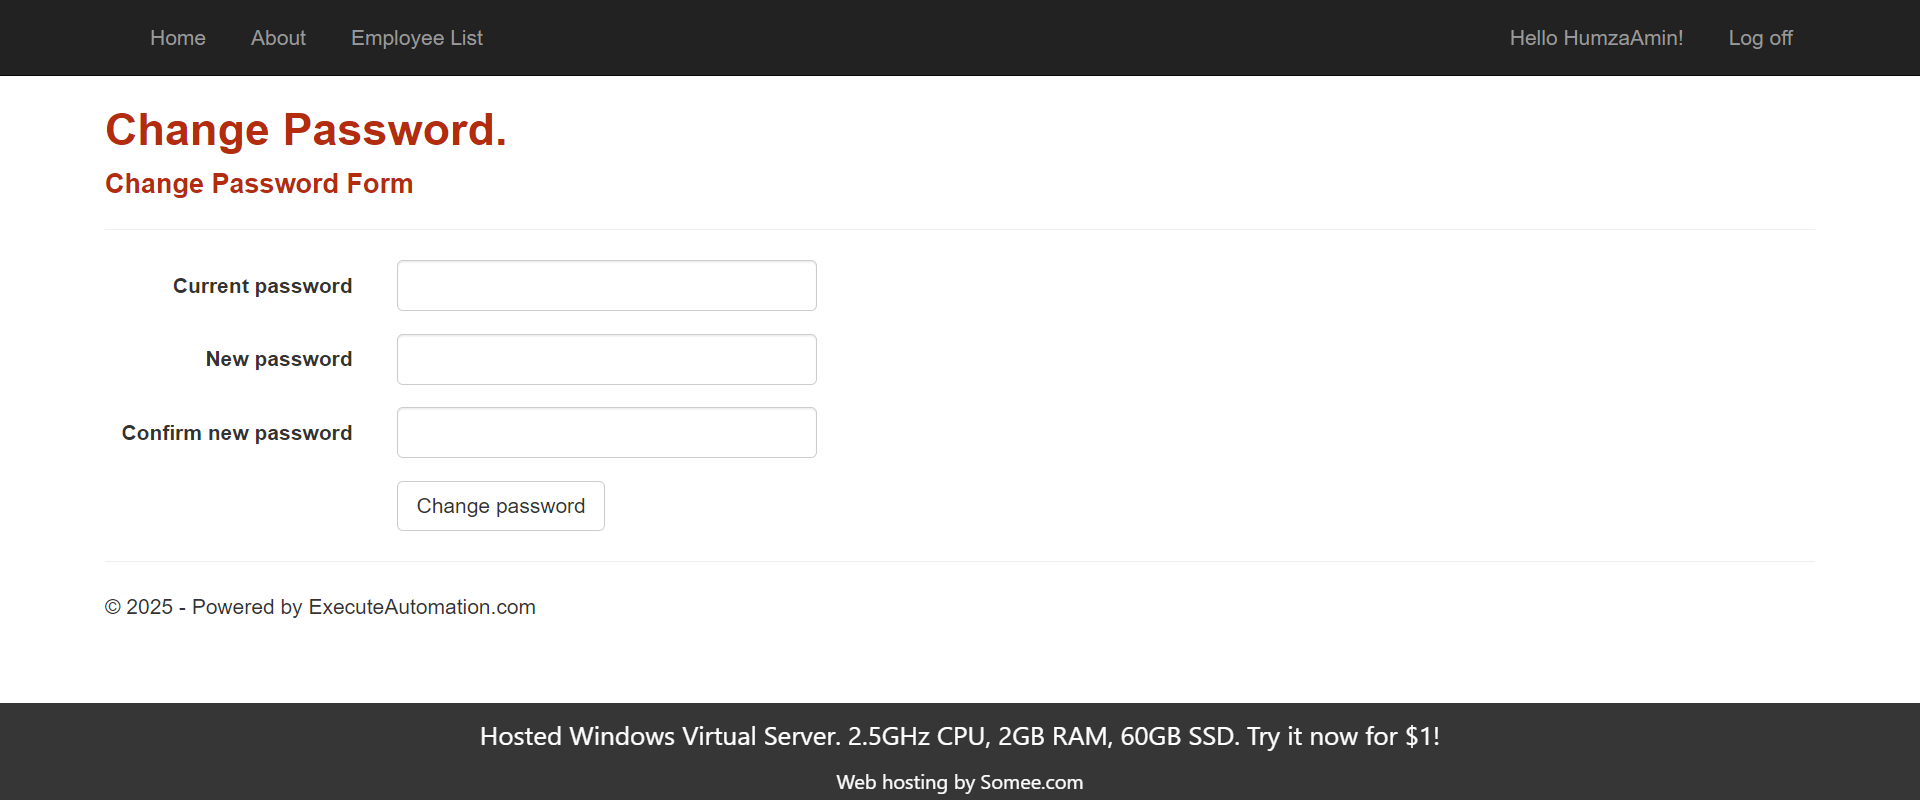 Home About Employee List Hello HumzaAmin! Log off
Change Password.
Change Password Form
Current password
New password
Confirm new password
Change password
© 2025 - Powered by ExecuteAutomation.com
Hosted Windows Virtual Server. 2.5GHz CPU, 2GB RAM, 60GB SSD. Try it now for $1!
Web hosting by Somee.com